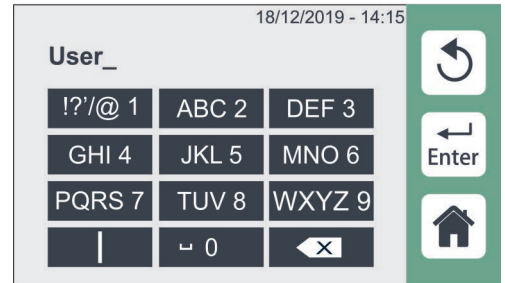 18/12/2019 - 14:15
User_
!?'/@ 1 ABC 2 DEF 3
GHI 4 JKL 5 MNO 6
Enter
PQRS 7 TUV 8 WXYZ 9
| ⎵ 0